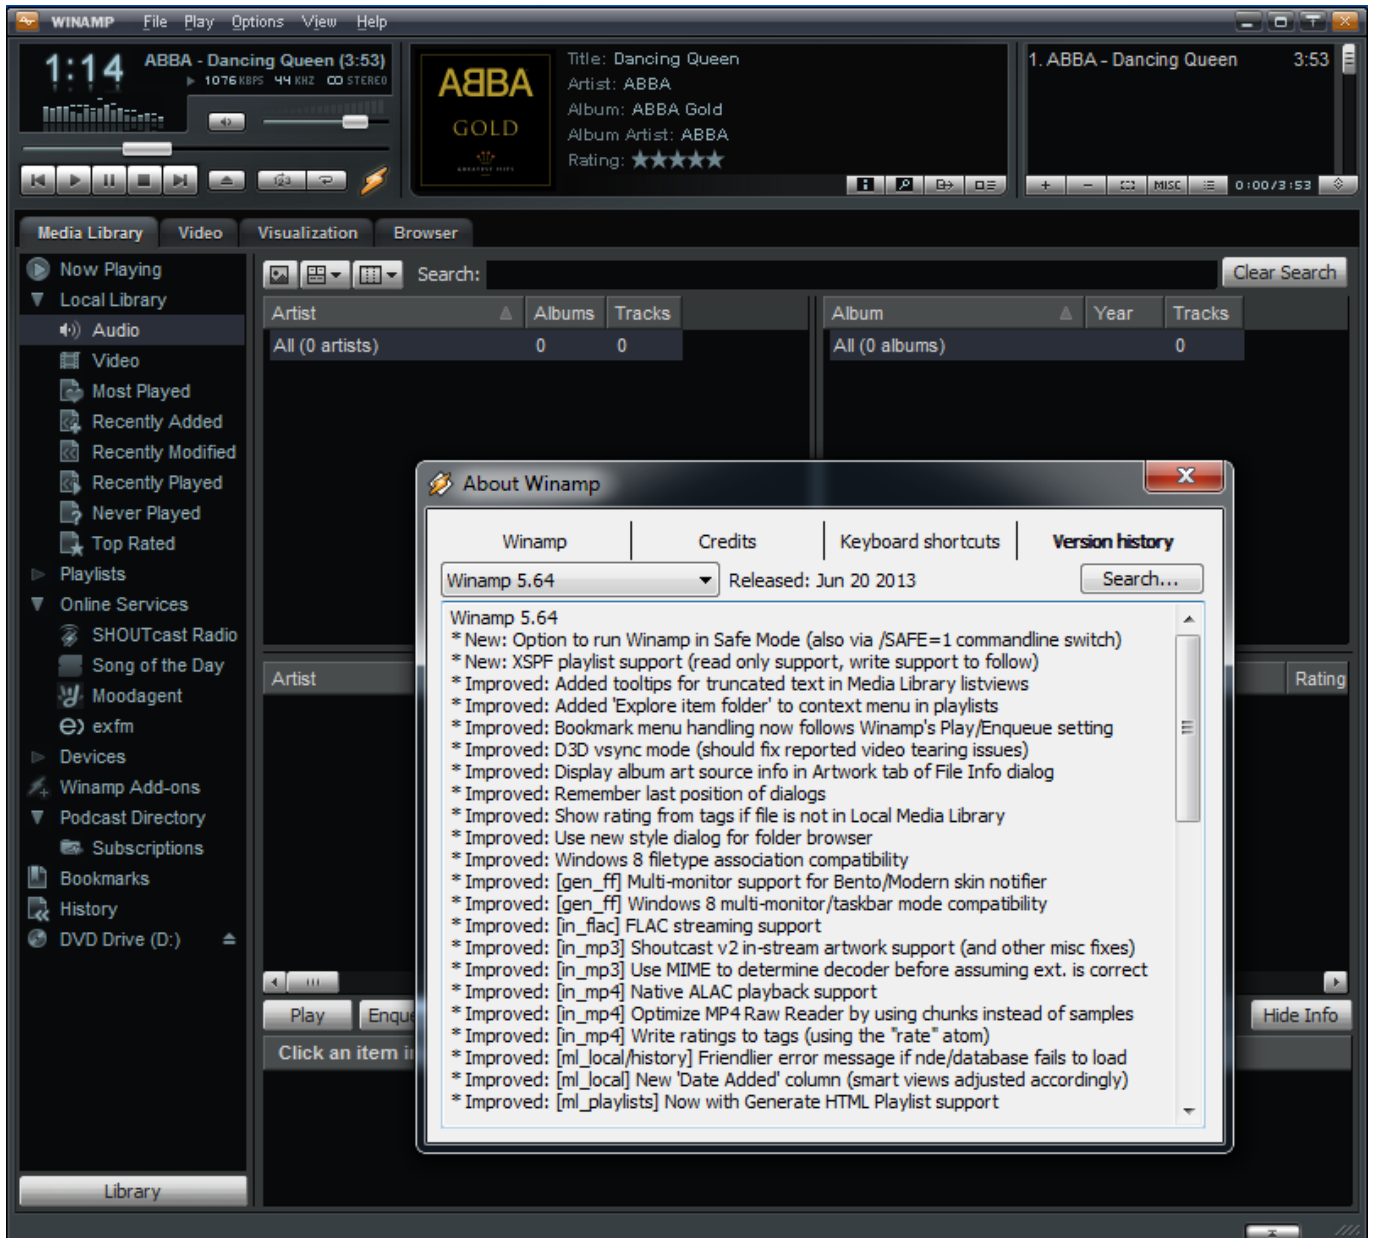 WINAMP File Play Options View Help
1:14
ABBA - Dancing Queen (3:53)
1076 KBPS 44 KHZ STEREO
ABBA
GOLD
GREATEST HITS
Title: Dancing Queen
Artist: ABBA
Album: ABBA Gold
Album Artist: ABBA
Rating:
1. ABBA - Dancing Queen 3:53
MISC 0:00/3:53
Media Library Video Visualization Browser
Now Playing
Local Library
Audio
Video
Most Played
Recently Added
Recently Modified
Recently Played
Never Played
Top Rated
Playlists
Online Services
SHOUTcast Radio
Song of the Day
Moodagent
exfm
Devices
Winamp Add-ons
Podcast Directory
Subscriptions
Bookmarks
History
DVD Drive (D:)
Library
Search: Clear Search
Artist Albums Tracks
All (0 artists) 0 0
Album Year Tracks
All (0 albums) 0
Artist Rating
Play Enque Hide Info
Click an item i
About Winamp
Winamp Credits Keyboard shortcuts Version history
Winamp 5.64 Released: Jun 20 2013 Search...
Winamp 5.64
* New: Option to run Winamp in Safe Mode (also via /SAFE=1 commandline switch)
* New: XSPF playlist support (read only support, write support to follow)
* Improved: Added tooltips for truncated text in Media Library listviews
* Improved: Added 'Explore item folder' to context menu in playlists
* Improved: Bookmark menu handling now follows Winamp's Play/Enqueue setting
* Improved: D3D vsync mode (should fix reported video tearing issues)
* Improved: Display album art source info in Artwork tab of File Info dialog
* Improved: Remember last position of dialogs
* Improved: Show rating from tags if file is not in Local Media Library
* Improved: Use new style dialog for folder browser
* Improved: Windows 8 filetype association compatibility
* Improved: [gen_ff] Multi-monitor support for Bento/Modern skin notifier
* Improved: [gen_ff] Windows 8 multi-monitor/taskbar mode compatibility
* Improved: [in_flac] FLAC streaming support
* Improved: [in_mp3] Shoutcast v2 in-stream artwork support (and other misc fixes)
* Improved: [in_mp3] Use MIME to determine decoder before assuming ext. is correct
* Improved: [in_mp4] Native ALAC playback support
* Improved: [in_mp4] Optimize MP4 Raw Reader by using chunks instead of samples
* Improved: [in_mp4] Write ratings to tags (using the "rate" atom)
* Improved: [ml_local/history] Friendlier error message if nde/database fails to load
* Improved: [ml_local] New 'Date Added' column (smart views adjusted accordingly)
* Improved: [ml_playlists] Now with Generate HTML Playlist support